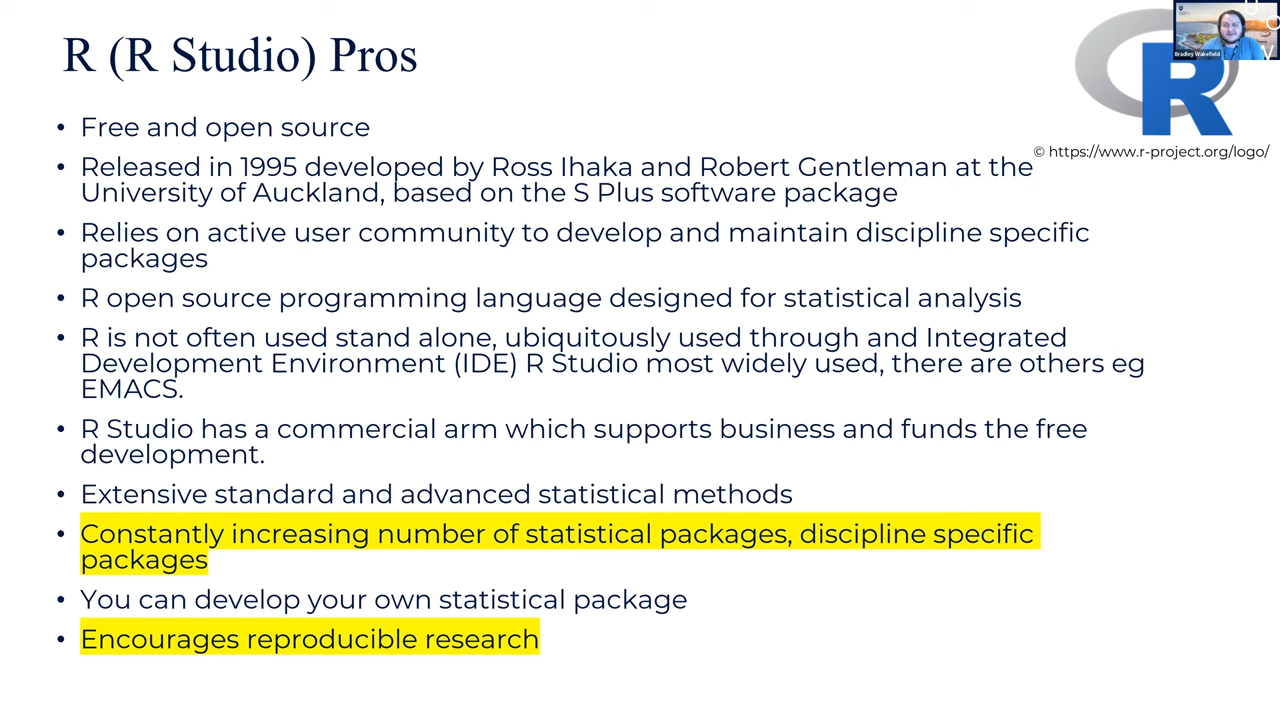 R (R Studio) Pros
Bradley Wakefield
U
O
W
R
© https://www.r-project.org/logo/
• Free and open source
• Released in 1995 developed by Ross Ihaka and Robert Gentleman at the
University of Auckland, based on the S Plus software package
• Relies on active user community to develop and maintain discipline specific
packages
• R open source programming language designed for statistical analysis
• R is not often used stand alone, ubiquitously used through and Integrated
Development Environment (IDE) R Studio most widely used, there are others eg
EMACS.
• R Studio has a commercial arm which supports business and funds the free
development.
• Extensive standard and advanced statistical methods
• Constantly increasing number of statistical packages, discipline specific
packages
• You can develop your own statistical package
• Encourages reproducible research